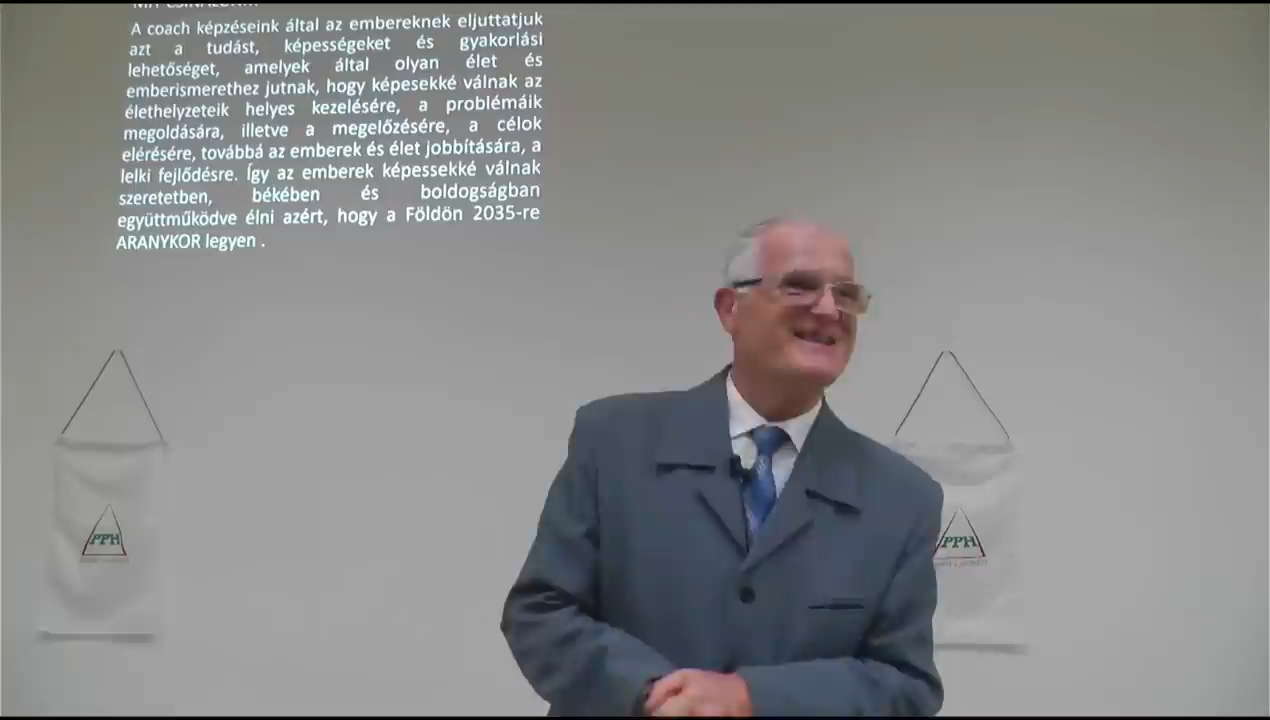 A coach képzéseink által az embereknek eljuttatjuk
azt a tudást, képességeket és gyakorlási
lehetőséget, amelyek által olyan élet és
emberismerethez jutnak, hogy képesekké válnak az
élethelyzeteik helyes kezelésére, a problémáik
megoldására, illetve a megelőzésére, a célok
elérésére, továbbá az emberek és élet jobbítására, a
lelki fejlődésre. Így az emberek képessekké válnak
szeretetben, békében és boldogságban
együttműködve élni azért, hogy a Földön 2035-re
ARANYKOR legyen .
PPH
PPH